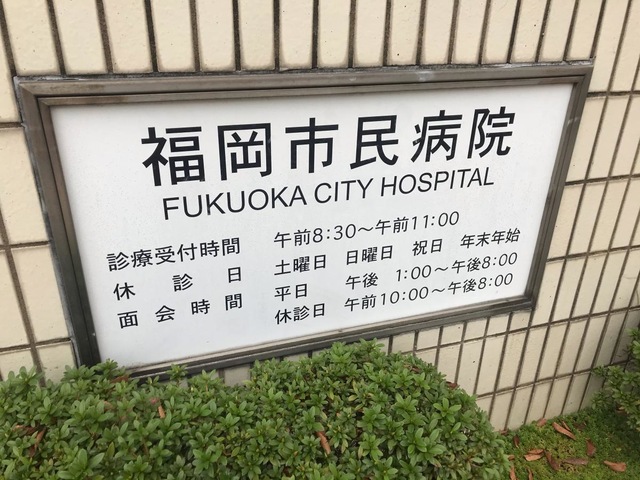 福岡市民病院
FUKUOKA CITY HOSPITAL
診療受付時間 午前8:30～午前11:00
休診日 土曜日 日曜日 祝日 年末年始
面会時間 平日 午後 1:00～午後8:00
休診日 午前10:00～午後8:00